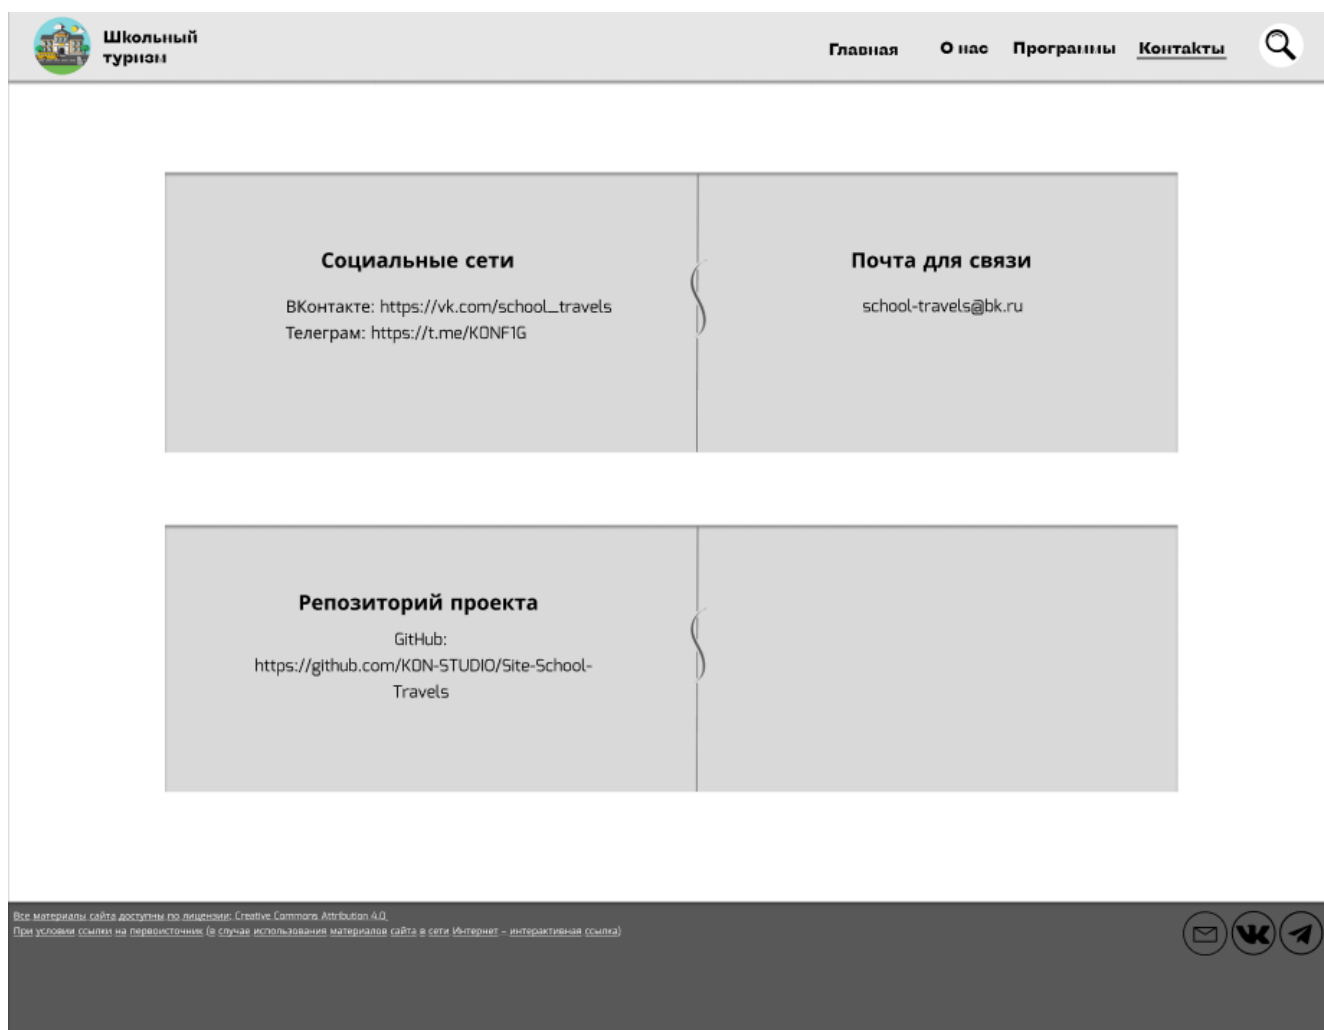 Школьный
туризм
Главная О нас Программы Контакты
Социальные сети
ВКонтакте: https://vk.com/school_travels
Телеграм: https://t.me/K0NF1G
Почта для связи
school-travels@bk.ru
Репозиторий проекта
GitHub:
https://github.com/KON-STUDIO/Site-School-
Travels
Все материалы сайта доступны по лицензии: Creative Commons Attribution 4.0
При условии ссылки на первоисточник (в случае использования материалов сайта в сети Интернет – интерактивная ссылка)